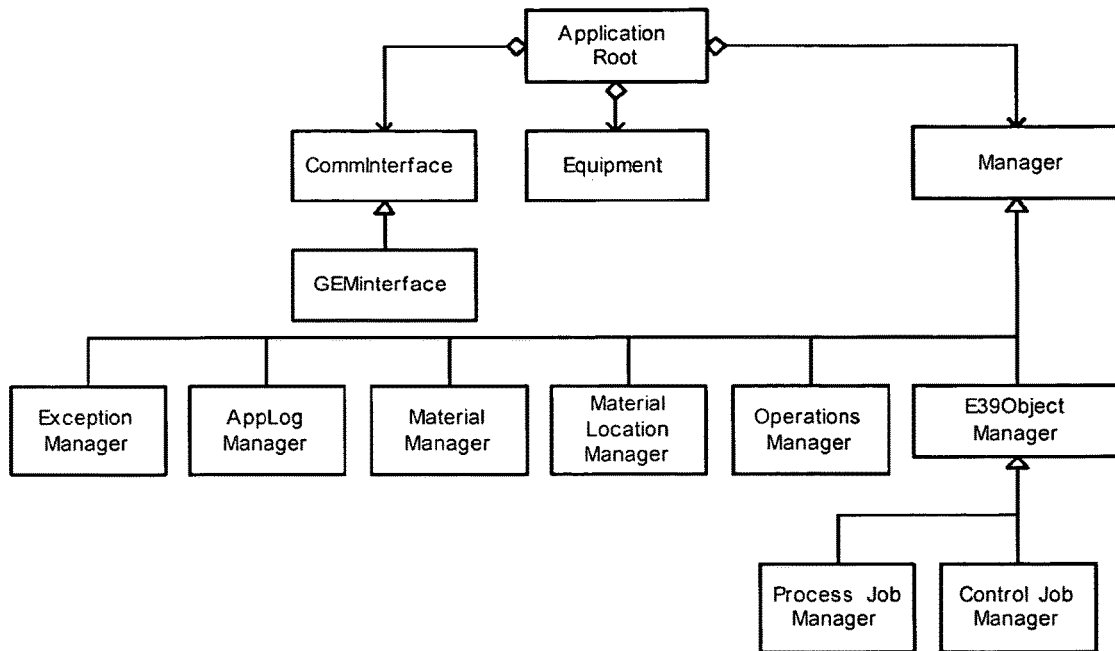 Application
Root
CommInterface
Equipment
Manager
GEMinterface
Exception
Manager
AppLog
Manager
Material
Manager
Material
Location
Manager
Operations
Manager
E39Object
Manager
Process Job
Manager
Control Job
Manager